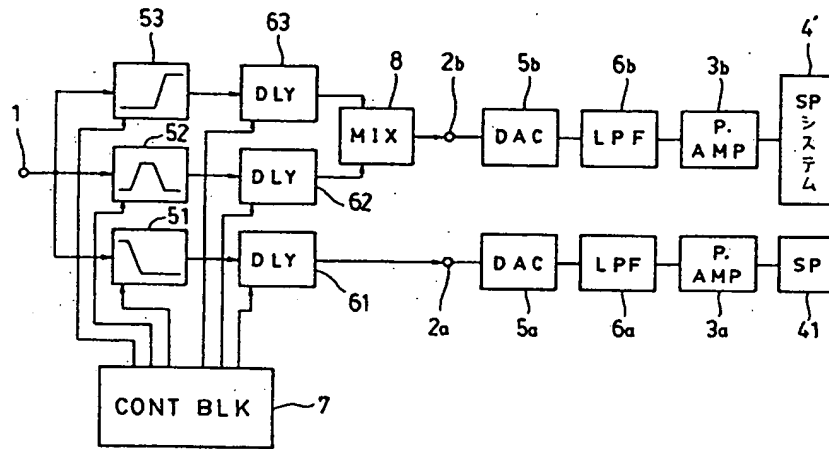 53
63
8
2b
5b
6b
3b
4'
1
DLY
MIX
DAC
LPF
P.
AMP
SP
システム
52
DLY
62
51
DLY
61
2a
DAC
5a
LPF
6a
P.
AMP
3a
SP
41
CONT BLK
7